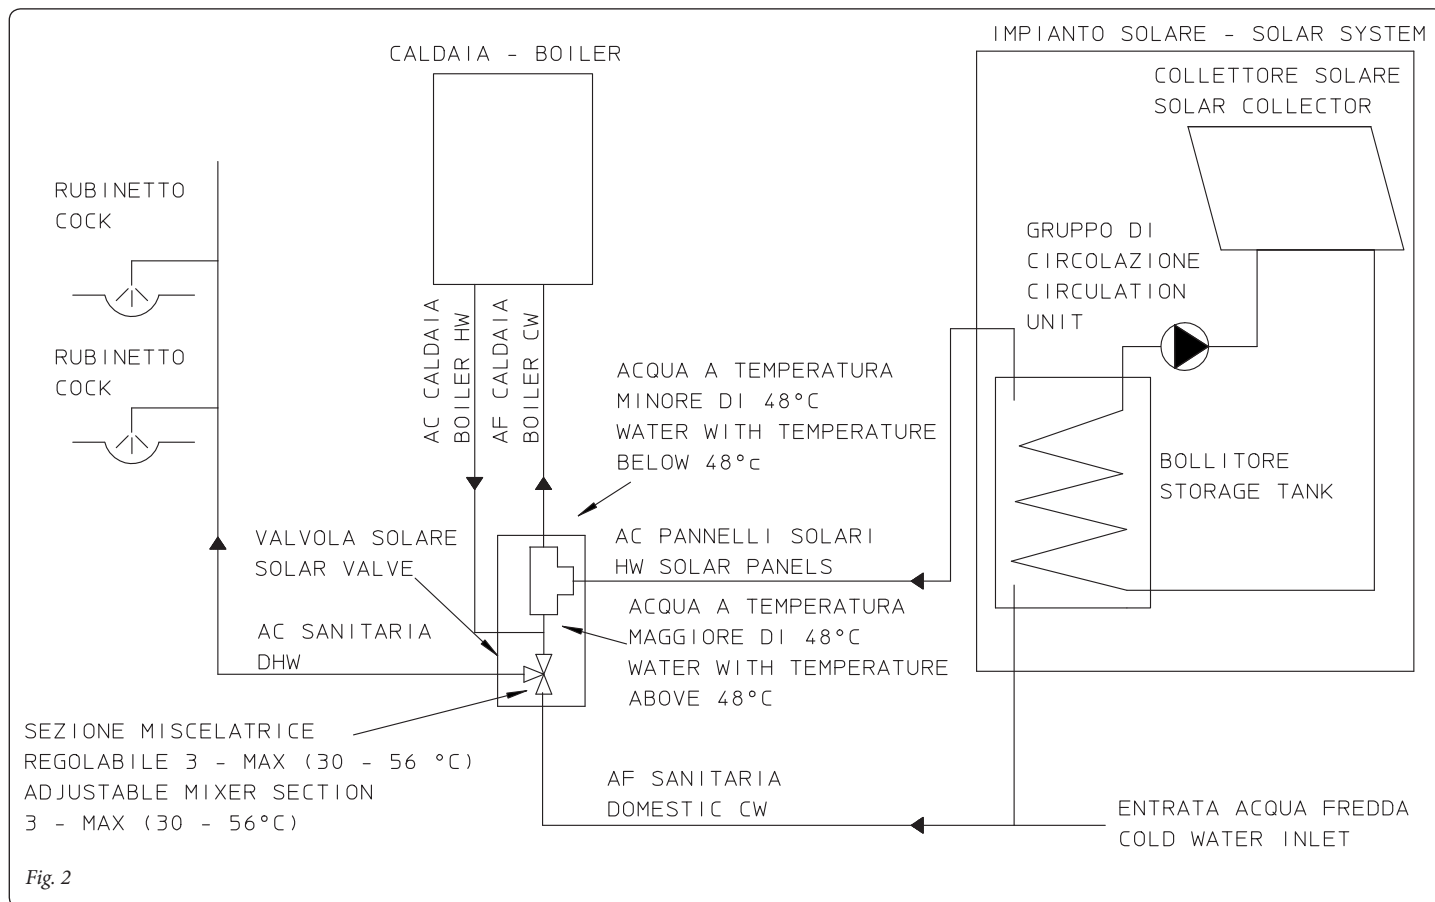 IMPIANTO SOLARE - SOLAR SYSTEM
CALDAIA - BOILER
COLLETTORE SOLARE
SOLAR COLLECTOR
RUBINETTO
COCK
GRUPPO DI
CIRCOLAZIONE
CIRCULATION
UNIT
RUBINETTO
COCK
AC CALDAIA
BOILER HW
AF CALDAIA
BOILER CW
ACQUA A TEMPERATURA
MINORE DI 48°C
WATER WITH TEMPERATURE
BELOW 48°c
BOLLITORE
STORAGE TANK
VALVOLA SOLARE
SOLAR VALVE
AC PANNELLI SOLARI
HW SOLAR PANELS
AC SANITARIA
DHW
ACQUA A TEMPERATURA
MAGGIORE DI 48°C
WATER WITH TEMPERATURE
ABOVE 48°C
SEZIONE MISCELATRICE
REGOLABILE 3 - MAX (30 - 56 °C)
ADJUSTABLE MIXER SECTION
3 - MAX (30 - 56°C)
AF SANITARIA
DOMESTIC CW
ENTRATA ACQUA FREDDA
COLD WATER INLET
Fig. 2